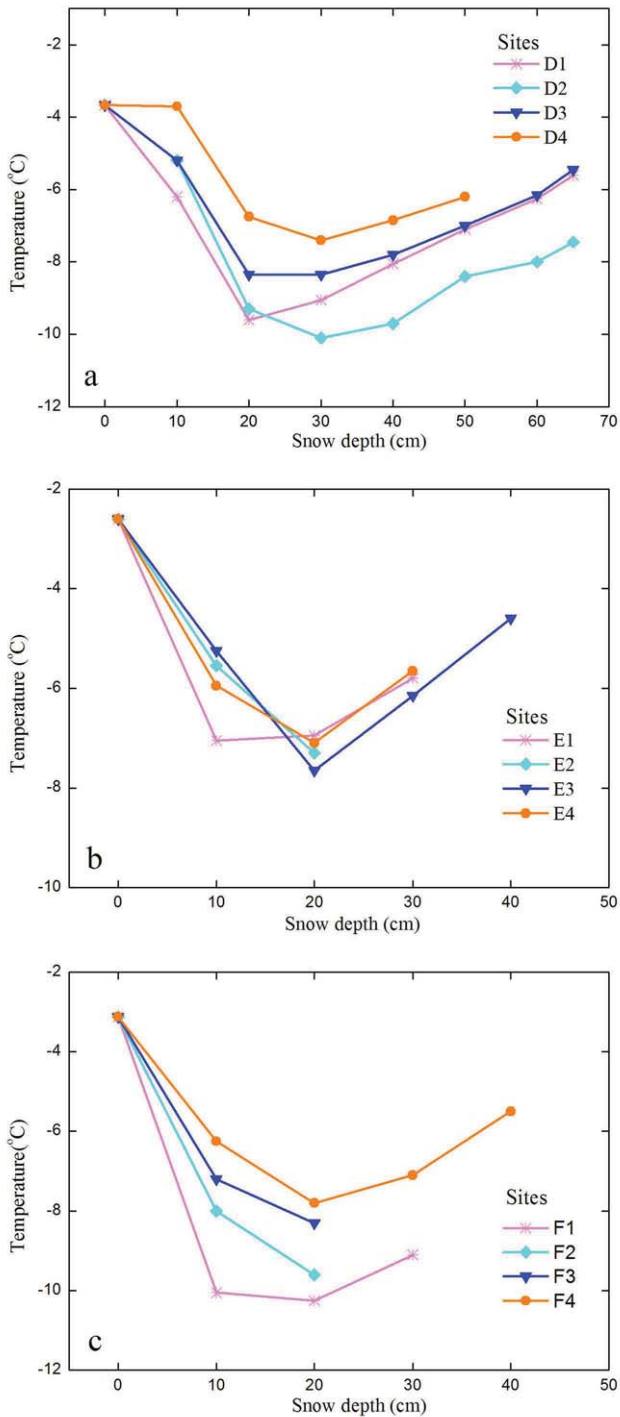 -2
-4
-6
-8
-10
-12
Temperature (°C)
Sites
D1
D2
D3
D4
a
0 10 20 30 40 50 60 70
Snow depth (cm)
-2
-4
-6
-8
-10
Temperature (°C)
Sites
E1
E2
E3
E4
b
0 10 20 30 40 50
Snow depth (cm)
-2
-4
-6
-8
-10
-12
Temperature(°C)
Sites
F1
F2
F3
F4
c
0 10 20 30 40 50
Snow depth (cm)